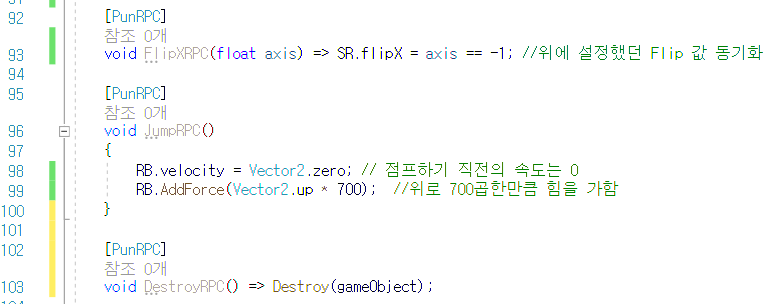 92 [PunRPC]
참조 0개
93 void FlipXRPC(float axis) => SR.flipX = axis == -1; //위에 설정했던 Flip 값 동기화
94
95 [PunRPC]
참조 0개
96 void JumpRPC()
97 {
98 RB.velocity = Vector2.zero; // 점프하기 직전의 속도는 0
99 RB.AddForce(Vector2.up * 700); //위로 700곱한만큼 힘을 가함
100 }
101
102 [PunRPC]
참조 0개
103 void DestroyRPC() => Destroy(gameObject);